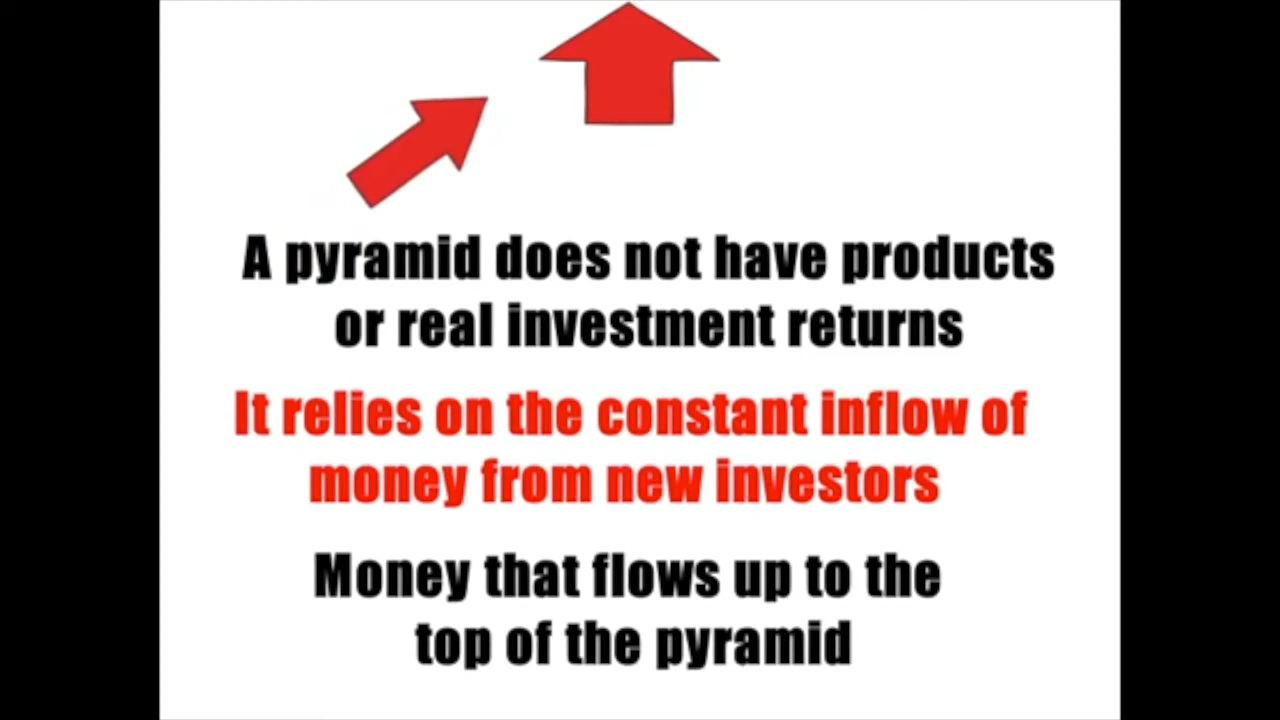 A pyramid does not have products
or real investment returns
It relies on the constant inflow of
money from new investors
Money that flows up to the
top of the pyramid